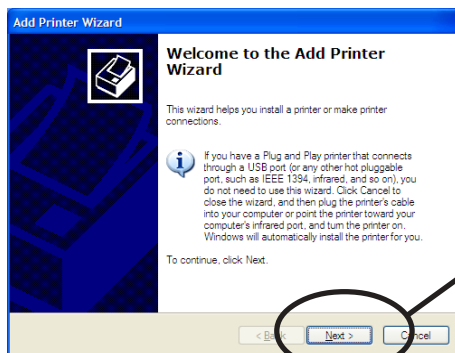 Add Printer Wizard
Welcome to the Add Printer
Wizard
This wizard helps you install a printer or make printer
connections.
If you have a Plug and Play printer that connects
through a USB port (or any other hot pluggable
port, such as IEEE 1394, infrared, and so on), you
do not need to use this wizard. Click Cancel to
close the wizard, and then plug the printer's cable
into your computer or point the printer toward your
computer's infrared port, and turn the printer on.
Windows will automatically install the printer for you.
To continue, click Next.
< Back Next > Cancel